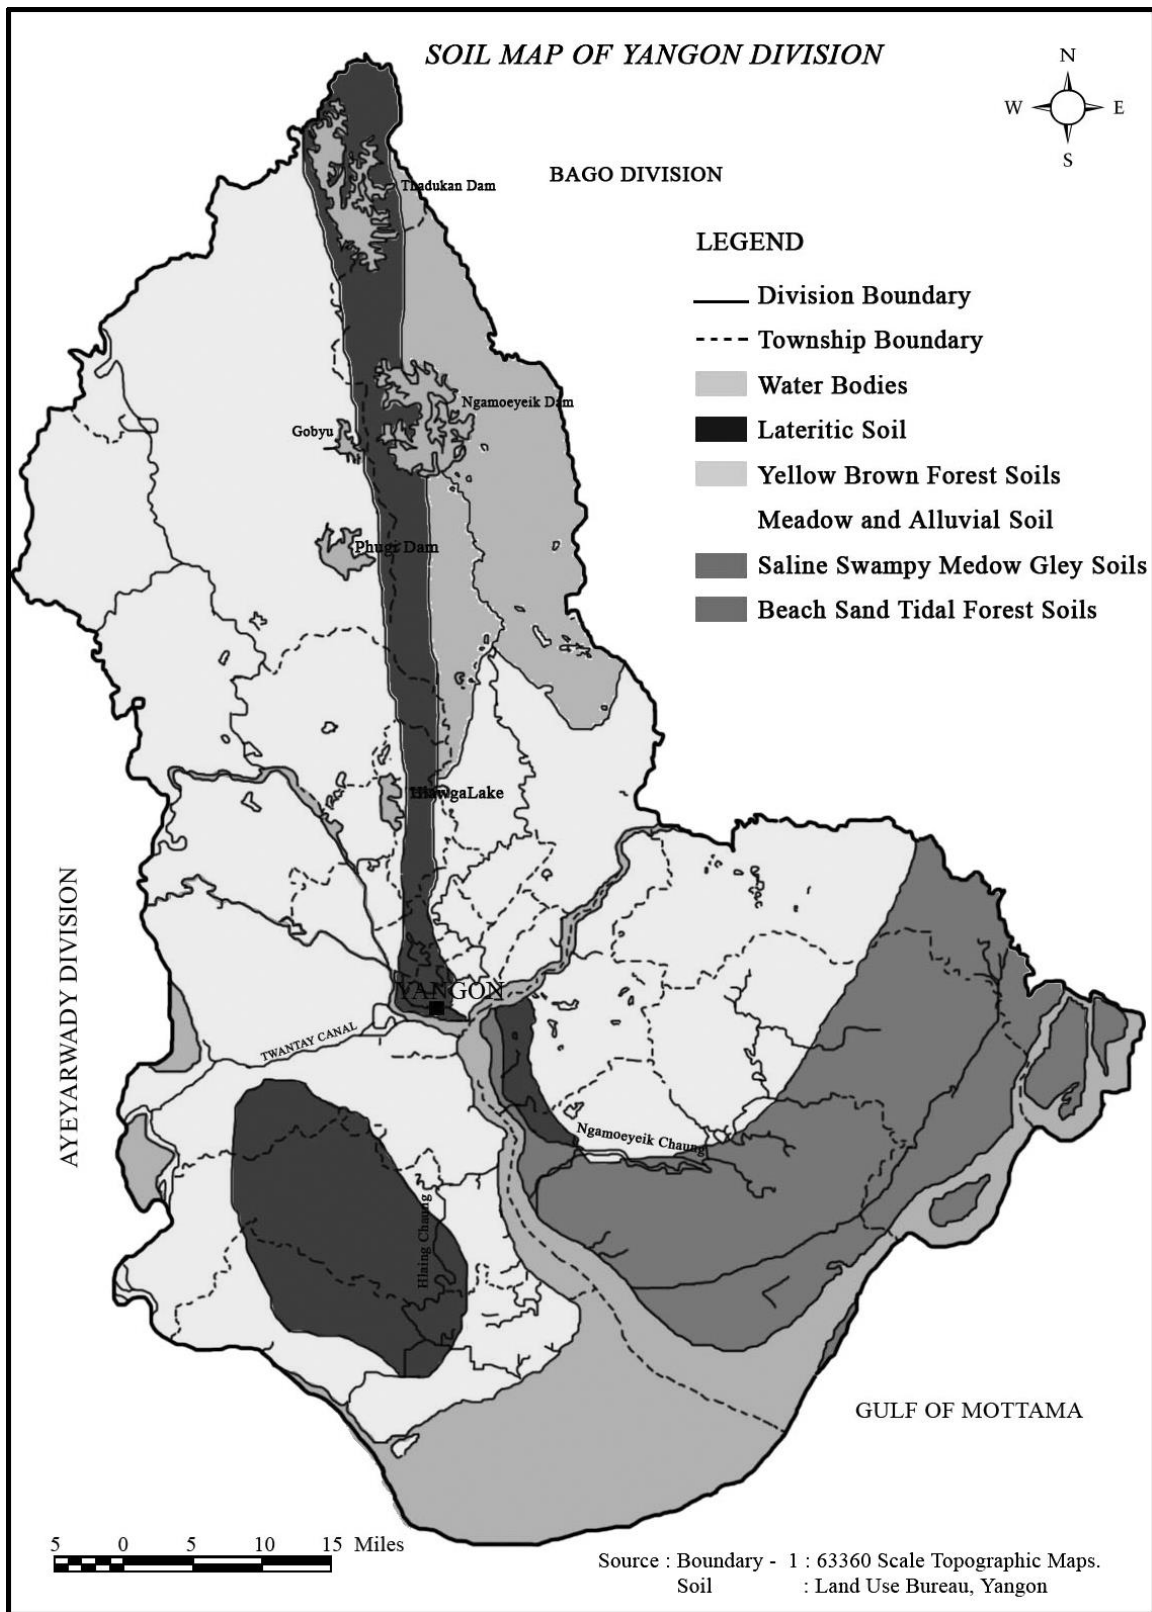 SOIL MAP OF YANGON DIVISION
N
W E
S
BAGO DIVISION
Thadukan Dam
LEGEND
Division Boundary
Township Boundary
Water Bodies
Lateritic Soil
Yellow Brown Forest Soils
Meadow and Alluvial Soil
Saline Swampy Medow Gley Soils
Beach Sand Tidal Forest Soils
Ngamoeyeik Dam
Gobyu
Phugi Dam
Lake
AYEYARWADY DIVISION
YANGON
TWANTAY CANAL
Ngamoeyeik Chaung
Hlaing Chaung
GULF OF MOTTAMA
5 0 5 10 15 Miles
Source : Boundary - 1 : 63360 Scale Topographic Maps.
Soil : Land Use Bureau, Yangon